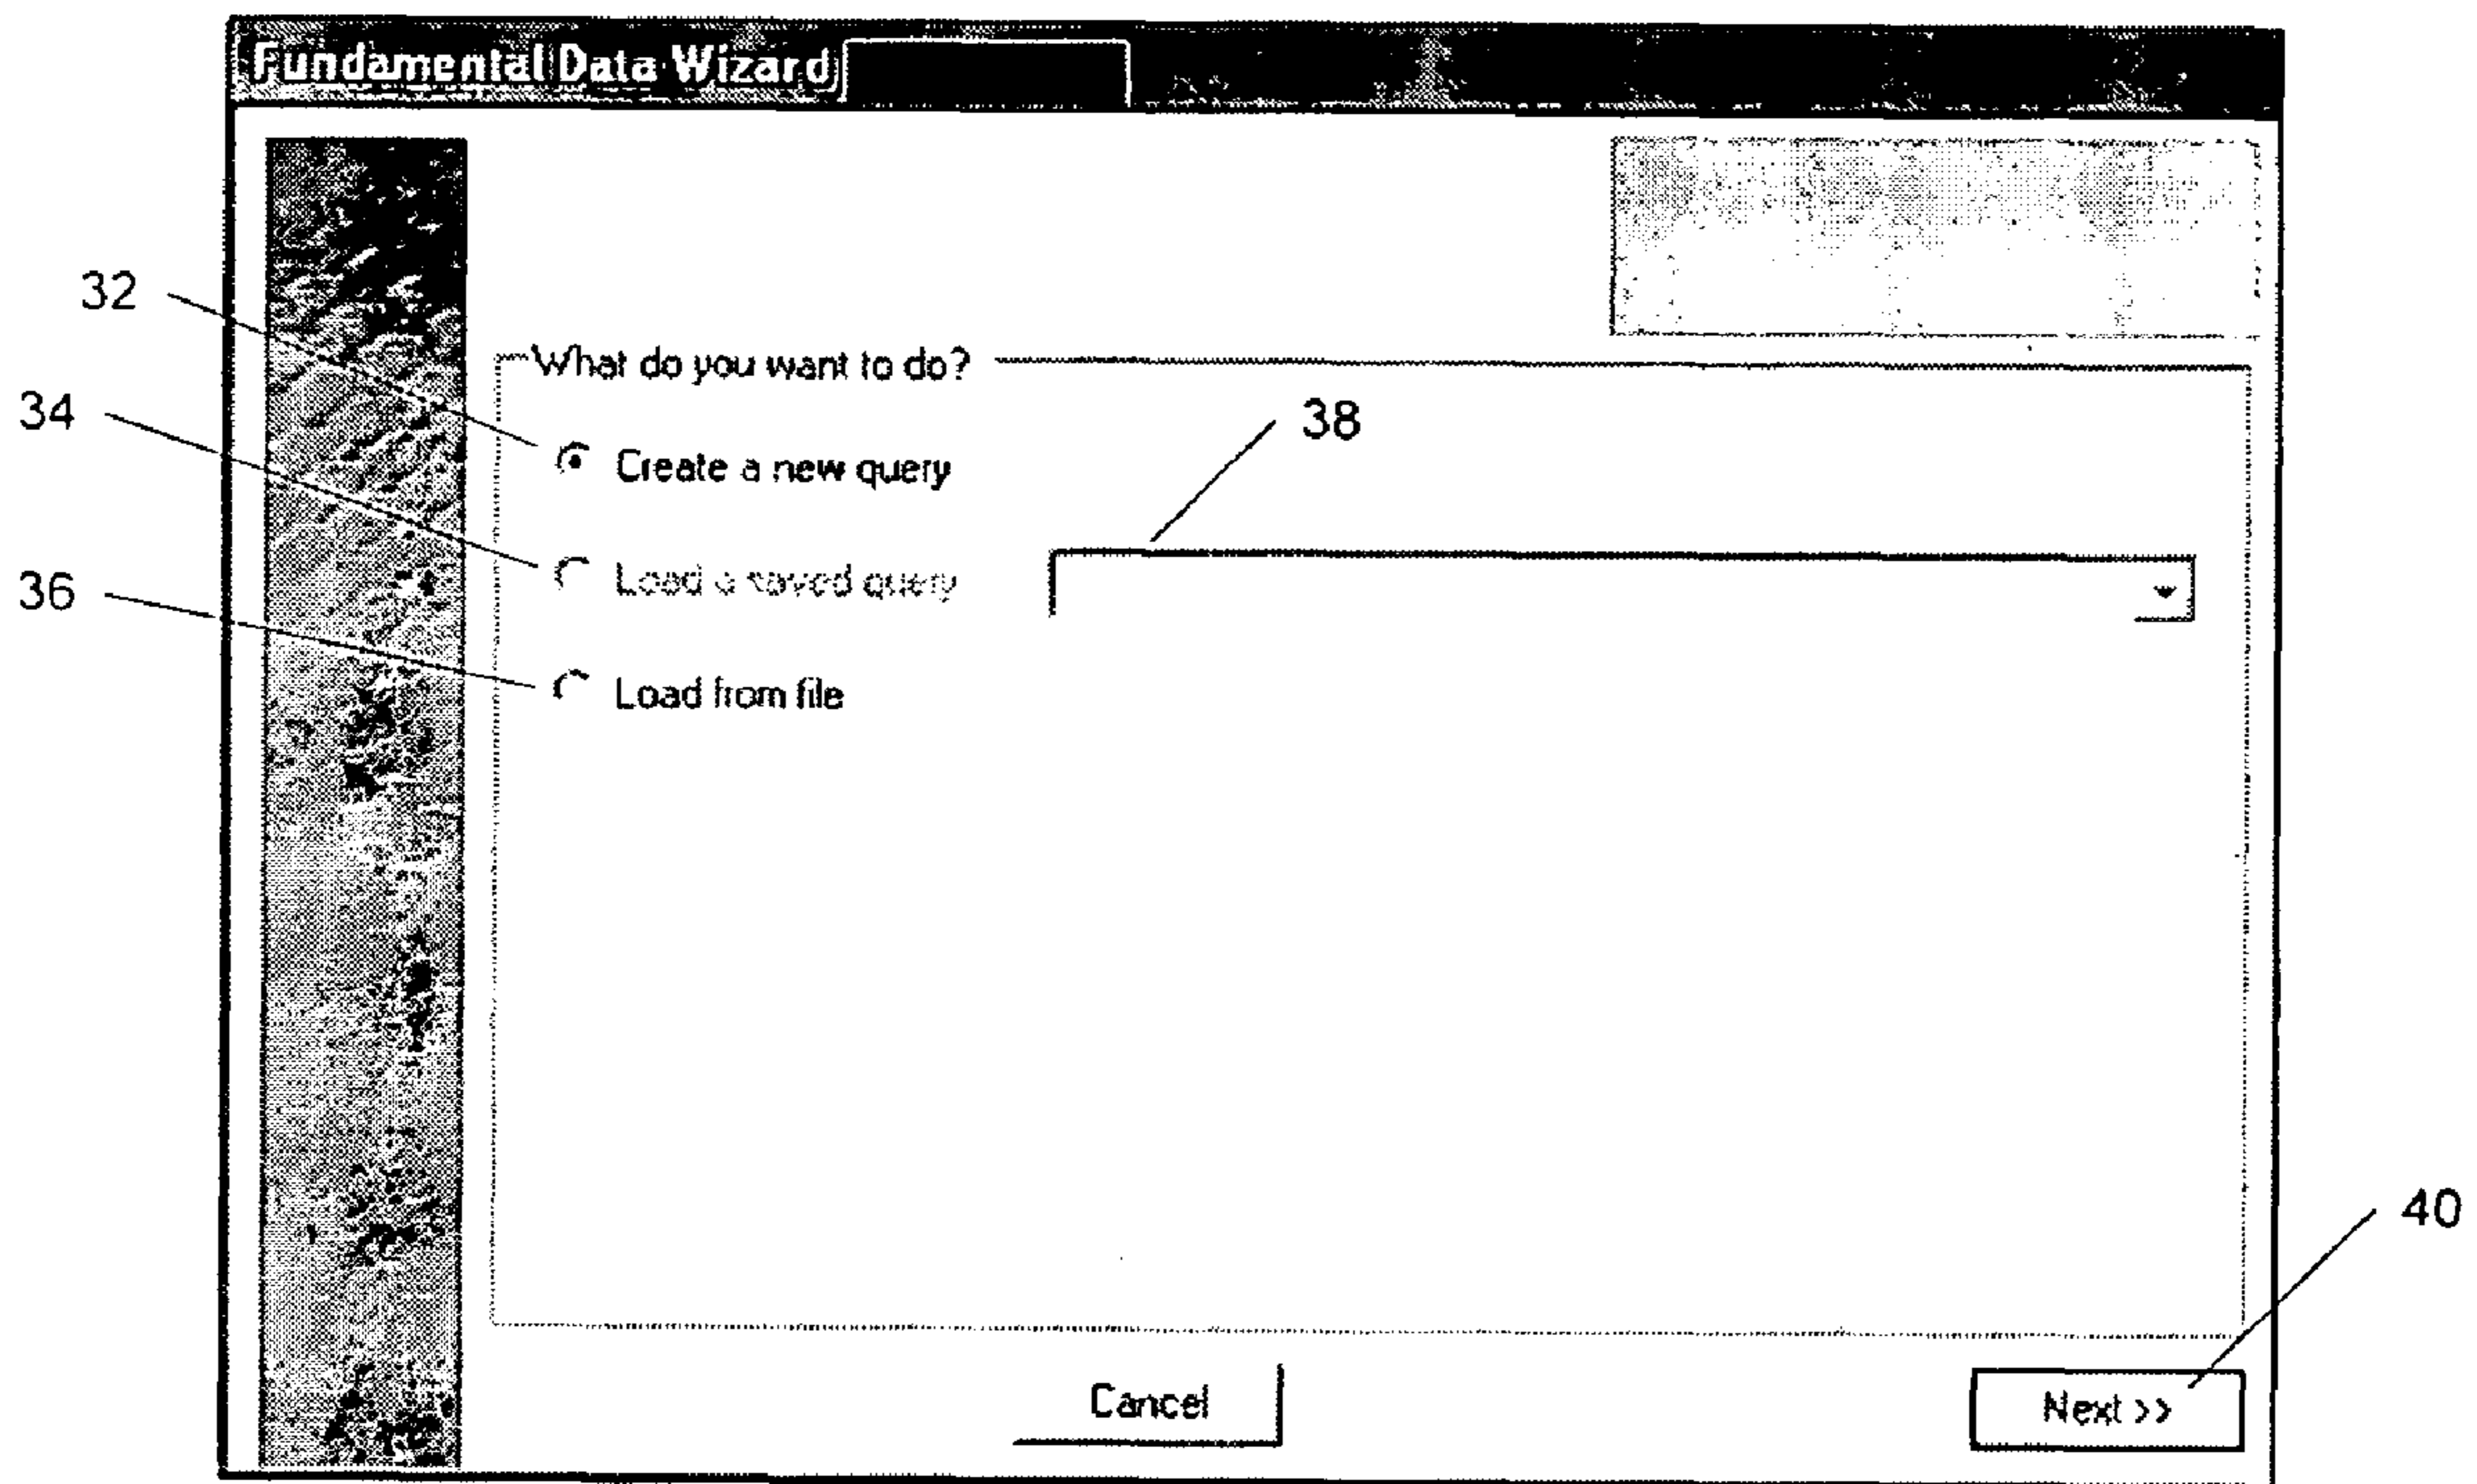 Fundamental Data Wizard
32
What do you want to do?
34
38
Create a new query
36
Load a saved query
Load from file
40
Cancel
Next >>